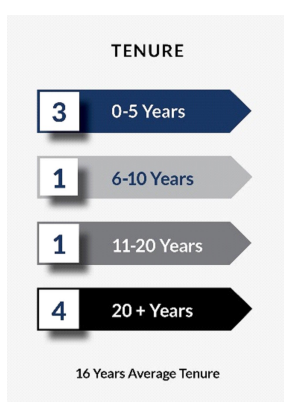 TENURE
3 0-5 Years
1 6-10 Years
1 11-20 Years
4 20 + Years
16 Years Average Tenure